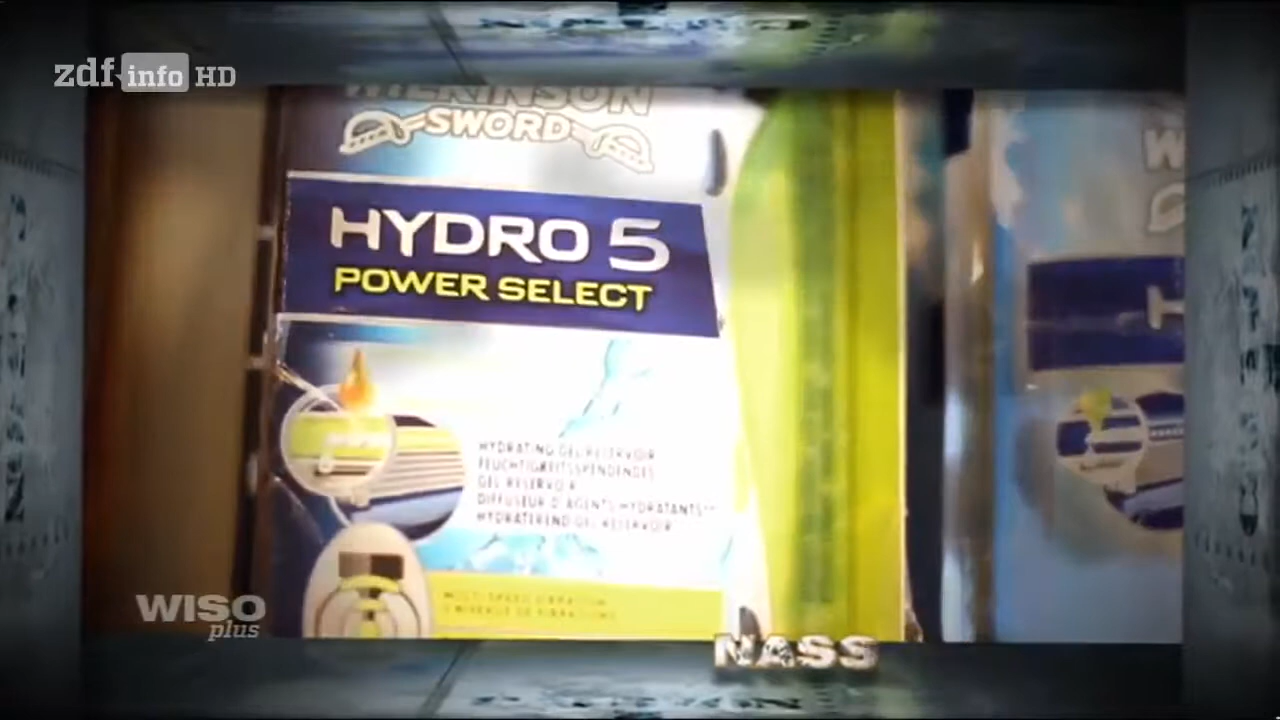 zdf info HD
WILKINSON
SWORD
HYDRO 5
POWER SELECT
HYDRATING GEL RESERVOIR
FEUCHTIGKEITSSPENDENDES
GEL RESERVOIR
DIFFUSEUR D'AGENTS HYDRATANTS
HYDRATEREND GEL RESERVOIR
WISO
plus
NASS